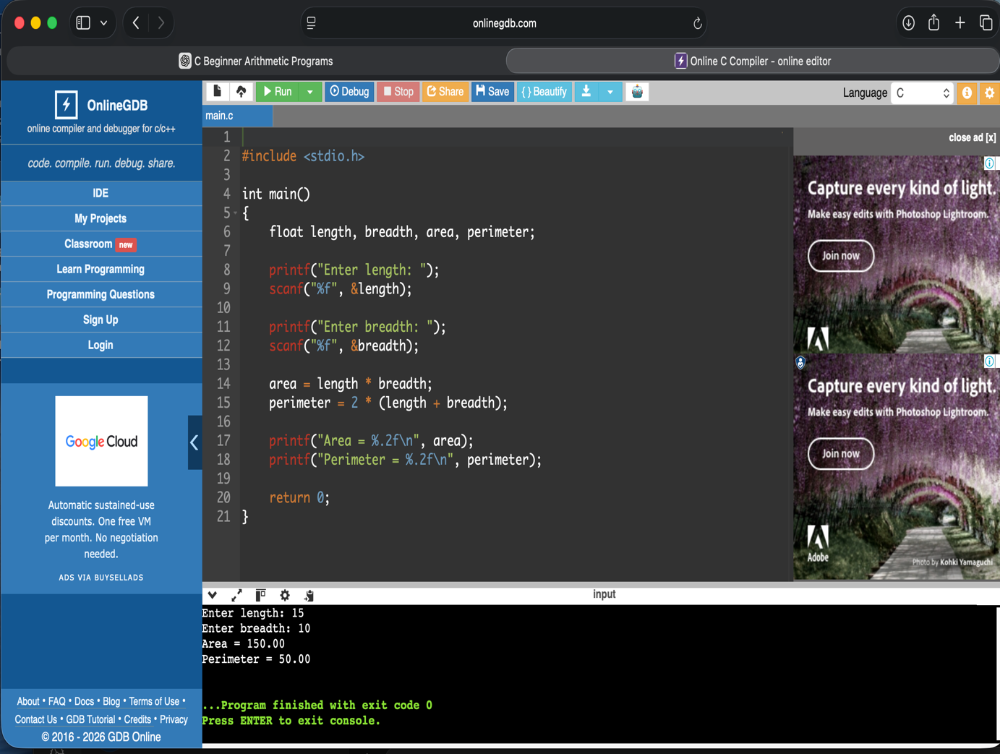 onlinegdb.com
C Beginner Arithmetic Programs
Online C Compiler - online editor
OnlineGDB
online compiler and debugger for c/c++
code. compile. run. debug. share.
IDE
My Projects
Classroom new
Learn Programming
Programming Questions
Sign Up
Login
Google Cloud
Automatic sustained-use
discounts. One free VM
per month. No negotiation
needed.
ADS VIA BUYSELLADS
About • FAQ • Docs • Blog • Terms of Use •
Contact Us • GDB Tutorial • Credits • Privacy
© 2016 - 2026 GDB Online
Run Debug Stop Share Save { } Beautify
Language C
main.c
1
2 #include <stdio.h>
3
4 int main()
5 {
6     float length, breadth, area, perimeter;
7
8     printf("Enter length: ");
9     scanf("%f", &length);
10
11     printf("Enter breadth: ");
12     scanf("%f", &breadth);
13
14     area = length * breadth;
15     perimeter = 2 * (length + breadth);
16
17     printf("Area = %.2f\n", area);
18     printf("Perimeter = %.2f\n", perimeter);
19
20     return 0;
21 }
close ad [x]
Capture every kind of light.
Make easy edits with Photoshop Lightroom.
Join now
Capture every kind of light.
Make easy edits with Photoshop Lightroom.
Join now
Adobe
Photo by Kohki Yamaguchi
input
Enter length: 15
Enter breadth: 10
Area = 150.00
Perimeter = 50.00
...Program finished with exit code 0
Press ENTER to exit console.